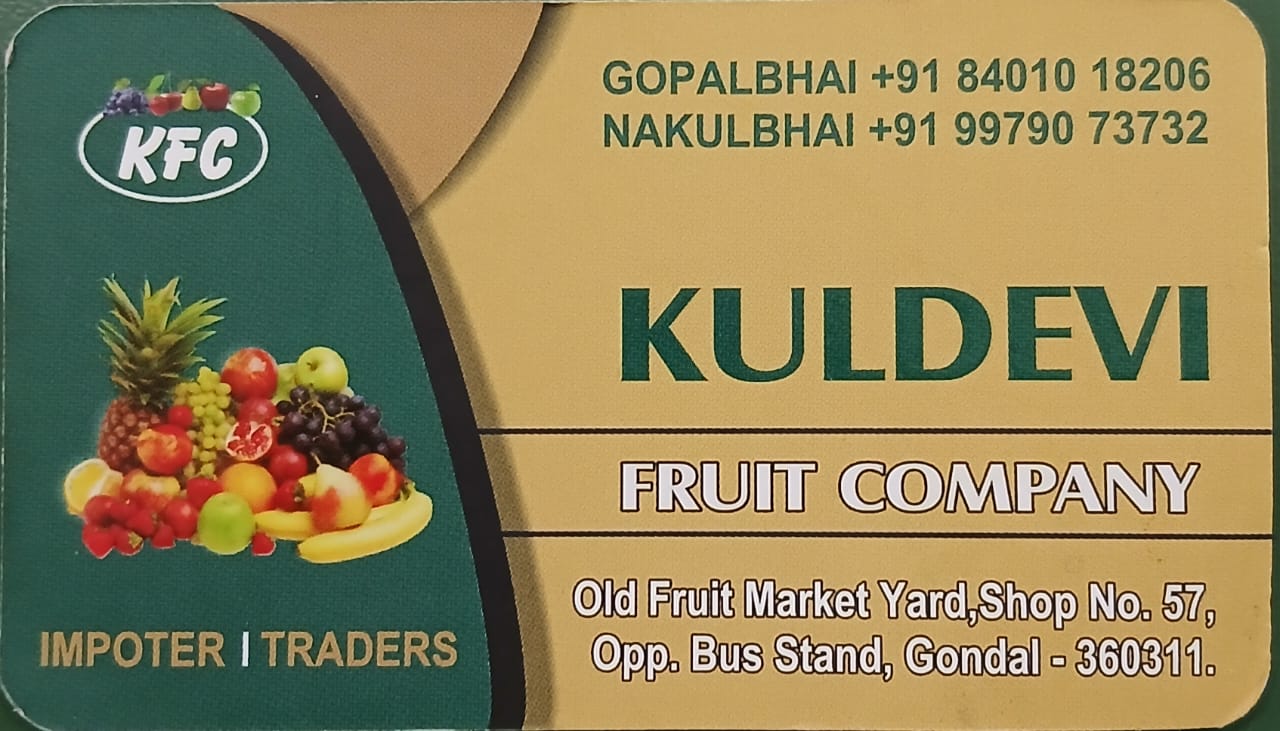 KFC
GOPALBHAI +91 84010 18206
NAKULBHAI +91 99790 73732
KULDEVI
FRUIT COMPANY
Old Fruit Market Yard,Shop No. 57,
Opp. Bus Stand, Gondal - 360311.
IMPOTER | TRADERS